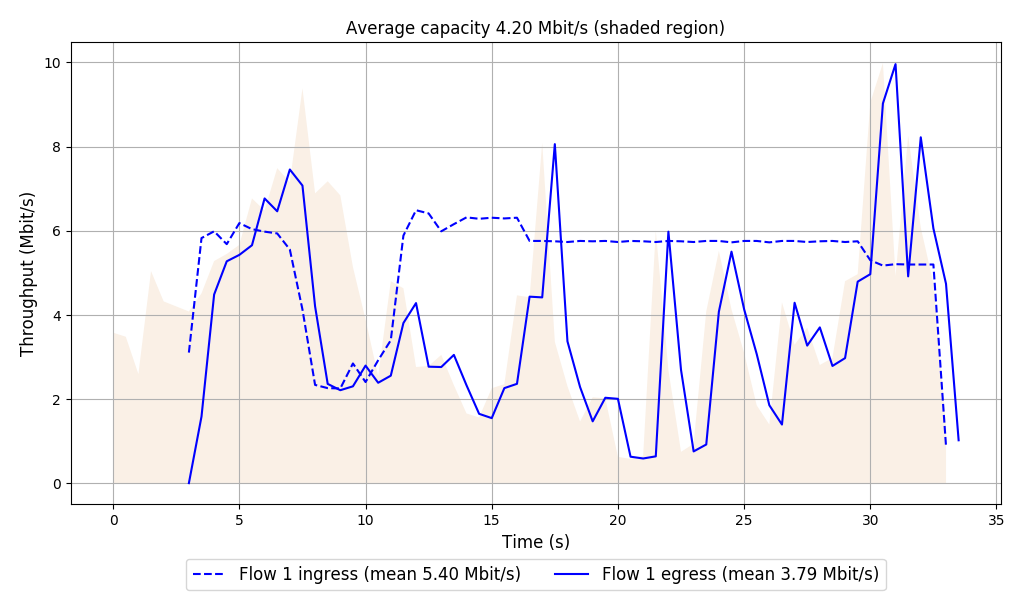 Average capacity 4.20 Mbit/s (shaded region)
10
8
6
4
2
0
Throughput (Mbit/s)
0 5 10 15 20 25 30 35
Time (s)
Flow 1 ingress (mean 5.40 Mbit/s) Flow 1 egress (mean 3.79 Mbit/s)